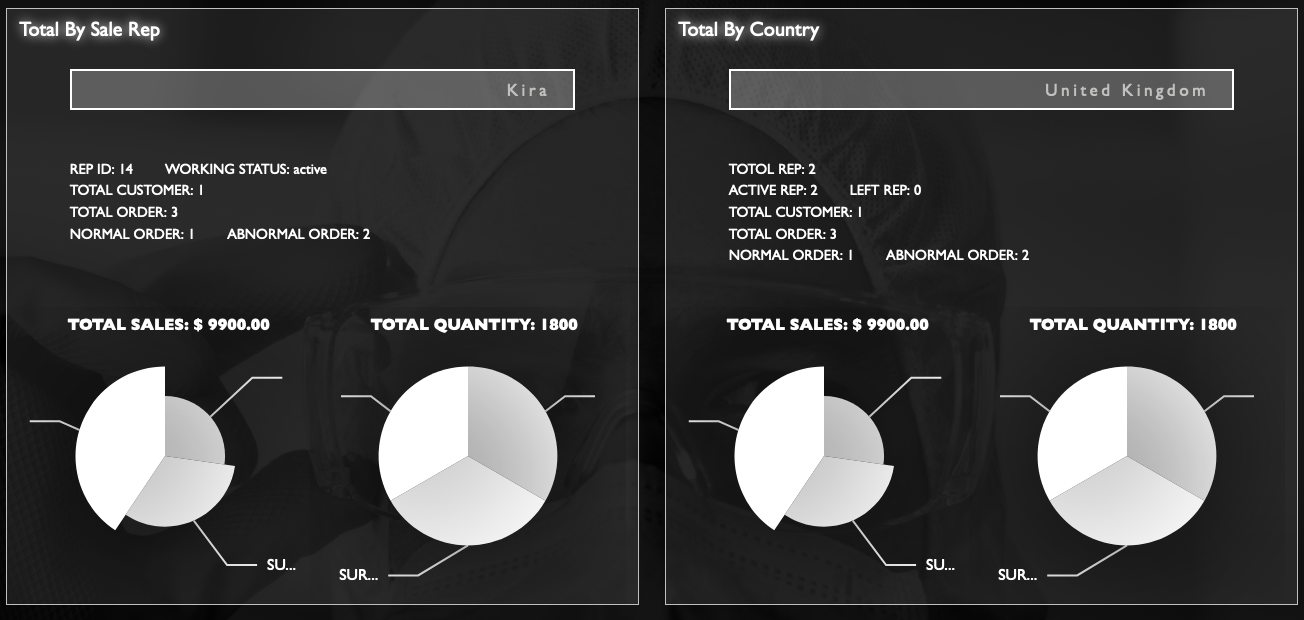 Total By Sale Rep
Kira
REP ID: 14 WORKING STATUS: active
TOTAL CUSTOMER: 1
TOTAL ORDER: 3
NORMAL ORDER: 1 ABNORMAL ORDER: 2
TOTAL SALES: $ 9900.00 TOTAL QUANTITY: 1800
SU...
SUR...
Total By Country
United Kingdom
TOTOL REP: 2
ACTIVE REP: 2 LEFT REP: 0
TOTAL CUSTOMER: 1
TOTAL ORDER: 3
NORMAL ORDER: 1 ABNORMAL ORDER: 2
TOTAL SALES: $ 9900.00 TOTAL QUANTITY: 1800
SU...
SUR...